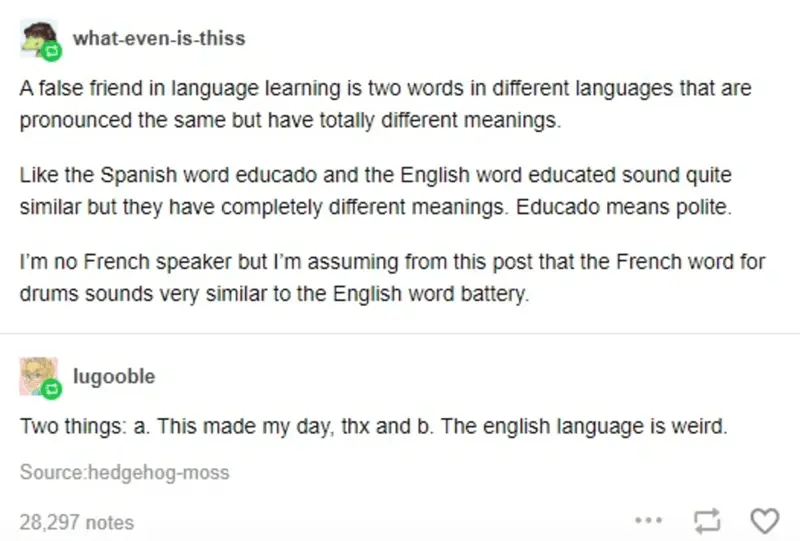 what-even-is-thiss
A false friend in language learning is two words in different languages that are
pronounced the same but have totally different meanings.
Like the Spanish word educado and the English word educated sound quite
similar but they have completely different meanings. Educado means polite.
I'm no French speaker but I'm assuming from this post that the French word for
drums sounds very similar to the English word battery.
lugooble
Two things: a. This made my day, thx and b. The english language is weird.
Source:hedgehog-moss
28,297 notes